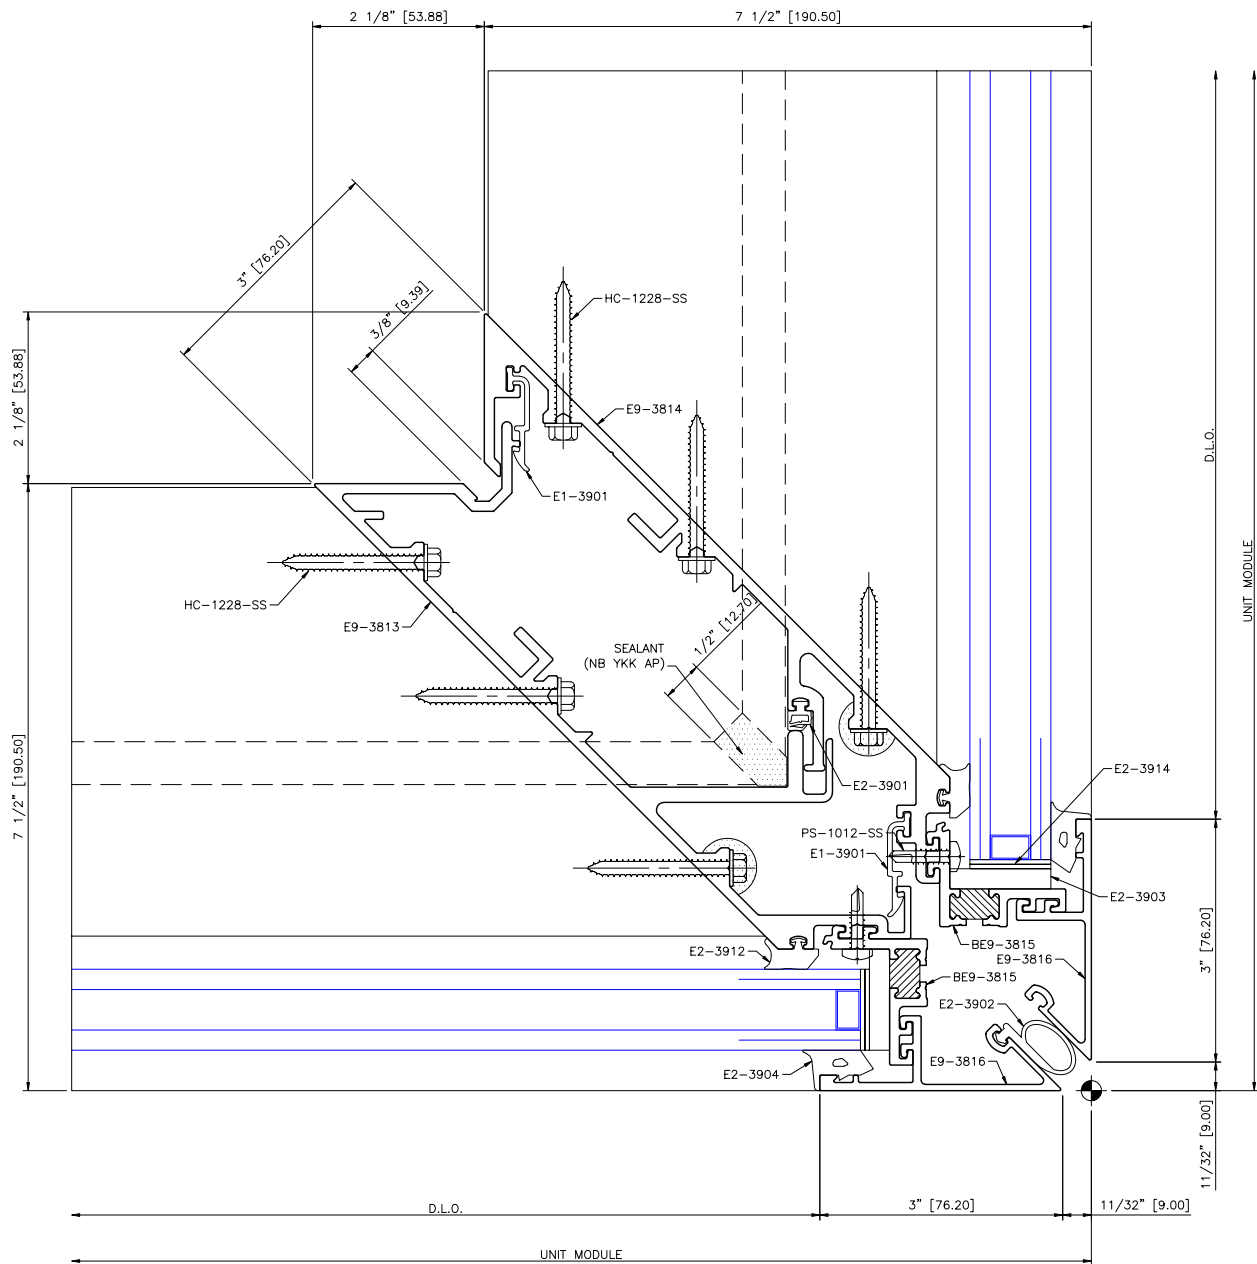 2 1/8" [53.88]
7 1/2" [190.50]
3" [76.20]
3/8" [9.39]
HC-1228-SS
2 1/8" [53.88]
E9-3814
D.L.O.
E1-3901
UNIT MODULE
HC-1228-SS
E9-3813
1/2" [12.70]
SEALANT
(NB YKK AP)
7 1/2" [190.50]
E2-3914
E2-3901
PS-1012-SS
E1-3901
E2-3903
3" [76.20]
BE9-3815
E2-3912
E9-3816
BE9-3815
E2-3902
E9-3816
E2-3904
11/32" [9.00]
D.L.O.
3" [76.20]
11/32" [9.00]
UNIT MODULE